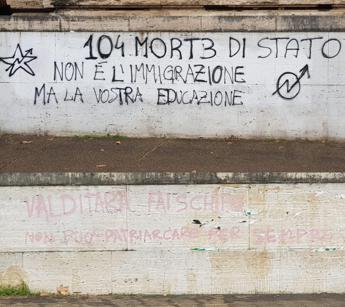 104 MORT3 DI STATO
NON É L'IMMIGRAZIONE
MA LA VOSTRA EDUCAZIONE
VALDITARA FAI SCHIFO
NON PUOI PATRIARCARE PER SEMPRE